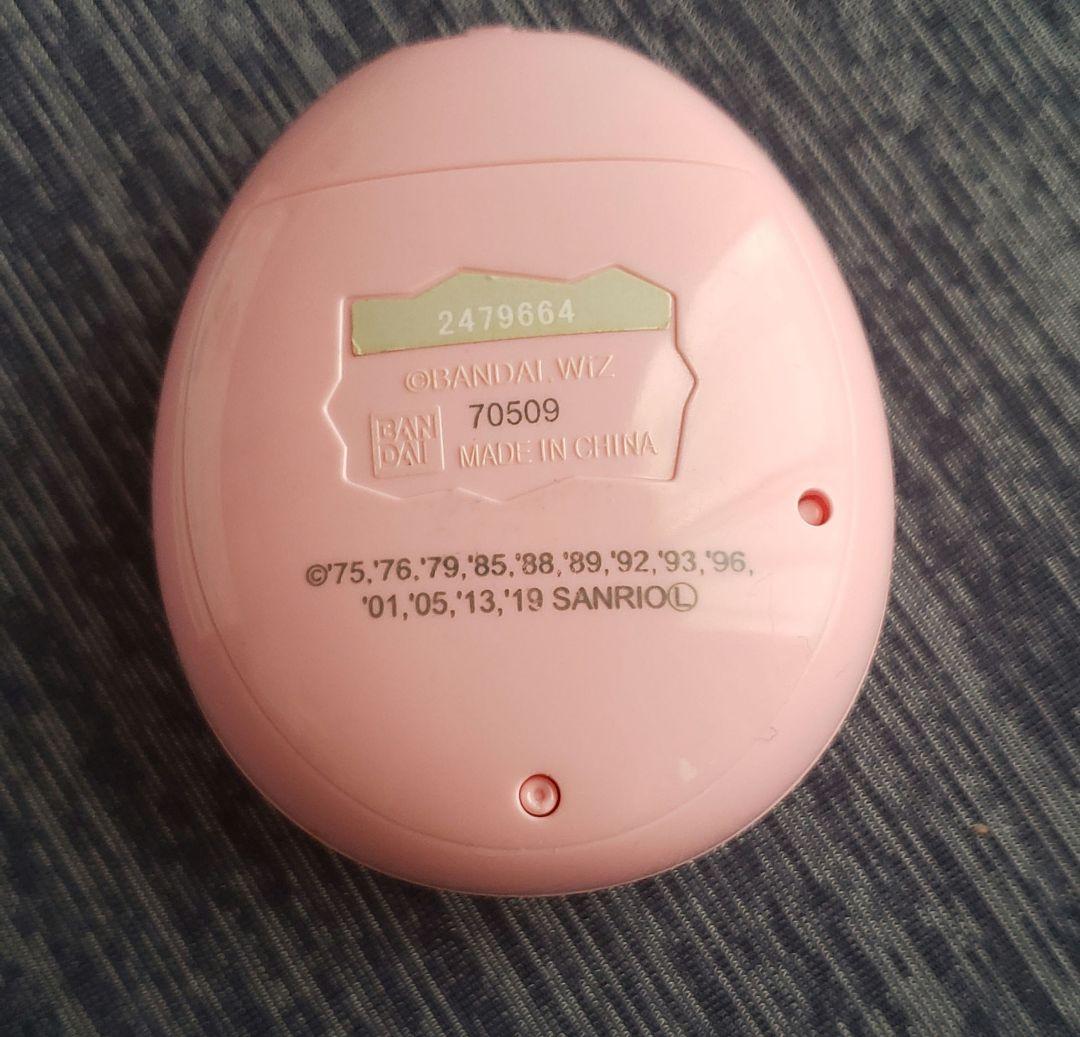 2479664
©BANDAI, WiZ
70509
BAN
DAI
MADE IN CHINA
©'75,'76,'79,'85,'88,'89,'92,'93,'96,
'01,'05,'13,'19 SANRIOⓁ